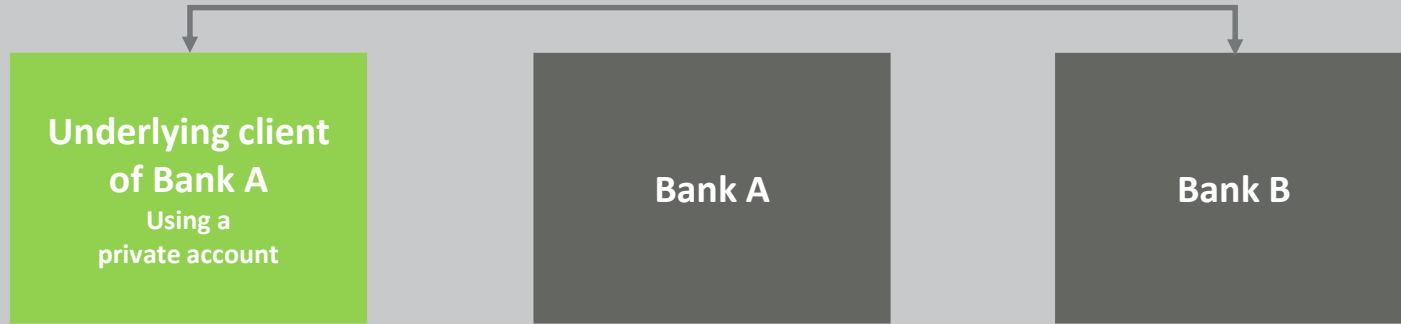 Underlying client
of Bank A
Using a
private account
Bank A
Bank B